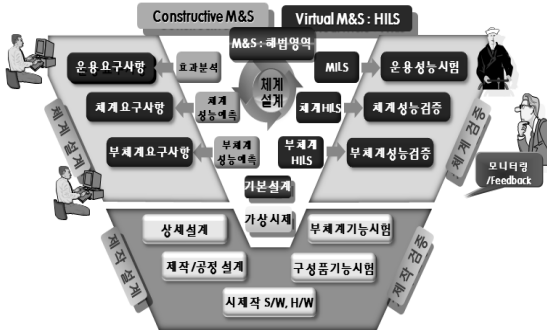 Constructive M&S
Virtual M&S : HILS
M&S : 해법영역
운용요구사항
효과분석
체계
설계
MILS
운용성능시험
체계요구사항
체계
성능예측
체계HILS
체계성능검증
부체계요구사항
부체계
성능예측
부체계
HILS
부체계성능검증
체계 설계
체계 검증
모니터링
/Feedback
기본설계
가상시제
상세설계
부체계기능시험
제작/공정 설계
구성품기능시험
시제작 S/W, H/W
제작 설계
제작 검증